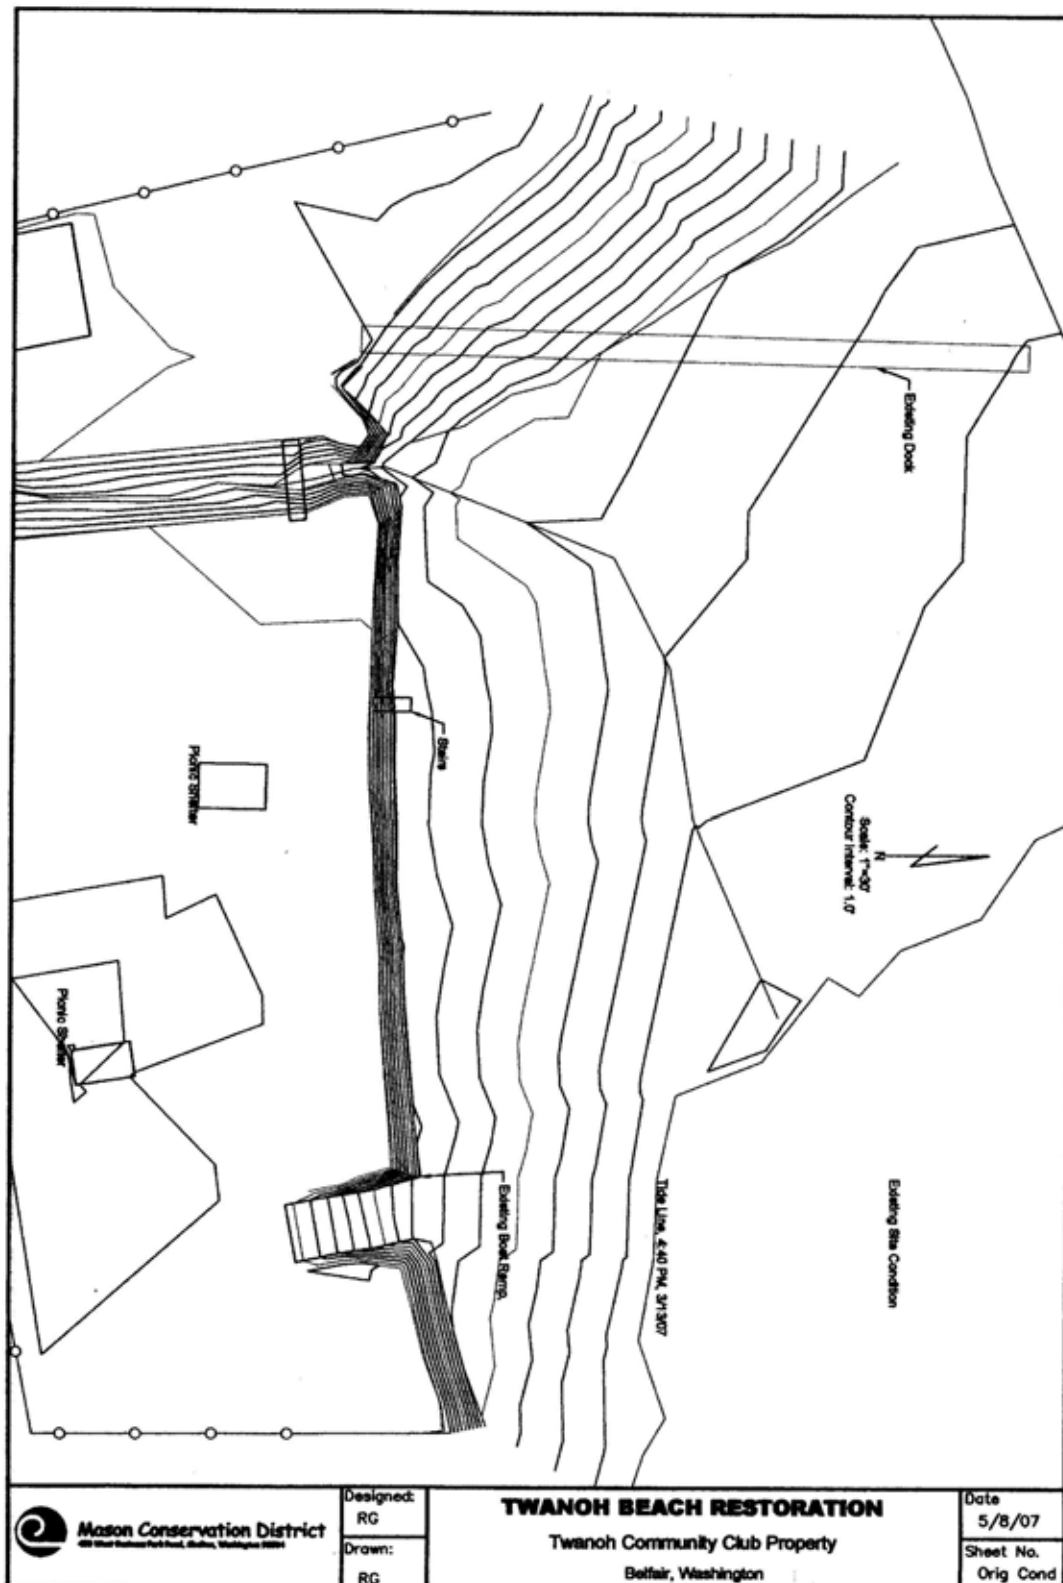 Existing Dock
Stairs
Picnic Shelter
Scale: 1"=30'
Contour Interval: 1.0'
N
Picnic Shelter
Existing Boat Ramp
Tide Line, 4:40 PM, 3/13/07
Existing Site Condition
Mason Conservation District
Designed:
RG
Drawn:
RG
TWANOH BEACH RESTORATION
Twanoh Community Club Property
Belfair, Washington
Date
5/8/07
Sheet No.
Orig Cond